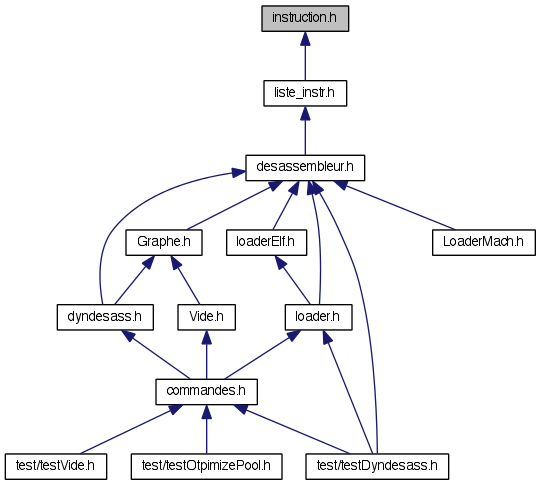 instruction.h
liste_instr.h
desassembleur.h
Graphe.h
loaderElf.h
LoaderMach.h
dyndesass.h
Vide.h
loader.h
commandes.h
test/testVide.h
test/testOtpimizePool.h
test/testDyndesass.h